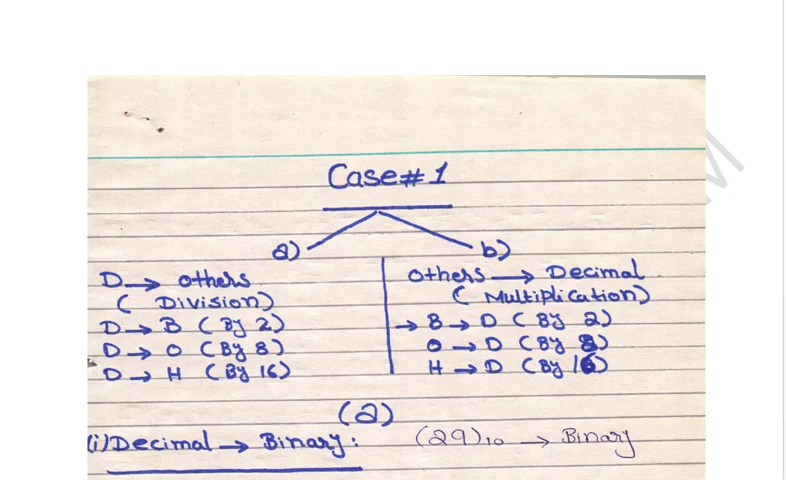 Case# 1
a)
D → others
( Division)
D → B ( By 2)
D → O ( By 8)
D → H ( By 16)
b)
Others → Decimal
( Multiplication)
→ B → D ( By 2)
O → D ( By 8)
H → D ( By 16)
(a)
(i) Decimal → Binary : (29)₁₀ → Binary
M